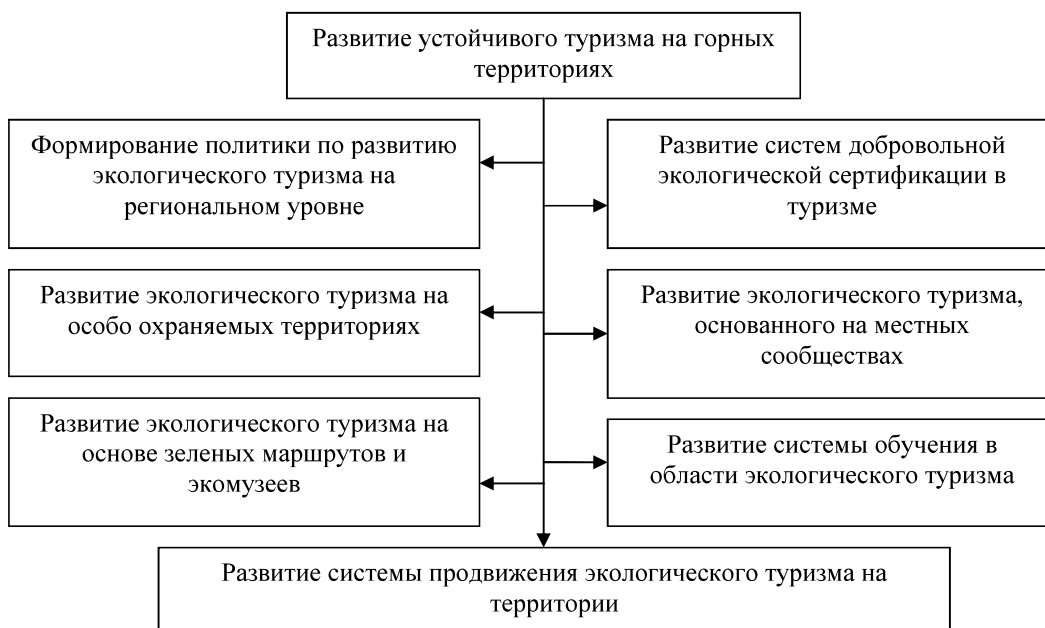 Развитие устойчивого туризма на горных
территориях
Формирование политики по развитию
экологического туризма на
региональном уровне
Развитие систем добровольной
экологической сертификации в
туризме
Развитие экологического туризма на
особо охраняемых территориях
Развитие экологического туризма,
основанного на местных
сообществах
Развитие экологического туризма на
основе зеленых маршрутов и
экомузеев
Развитие системы обучения в
области экологического туризма
Развитие системы продвижения экологического туризма на
территории